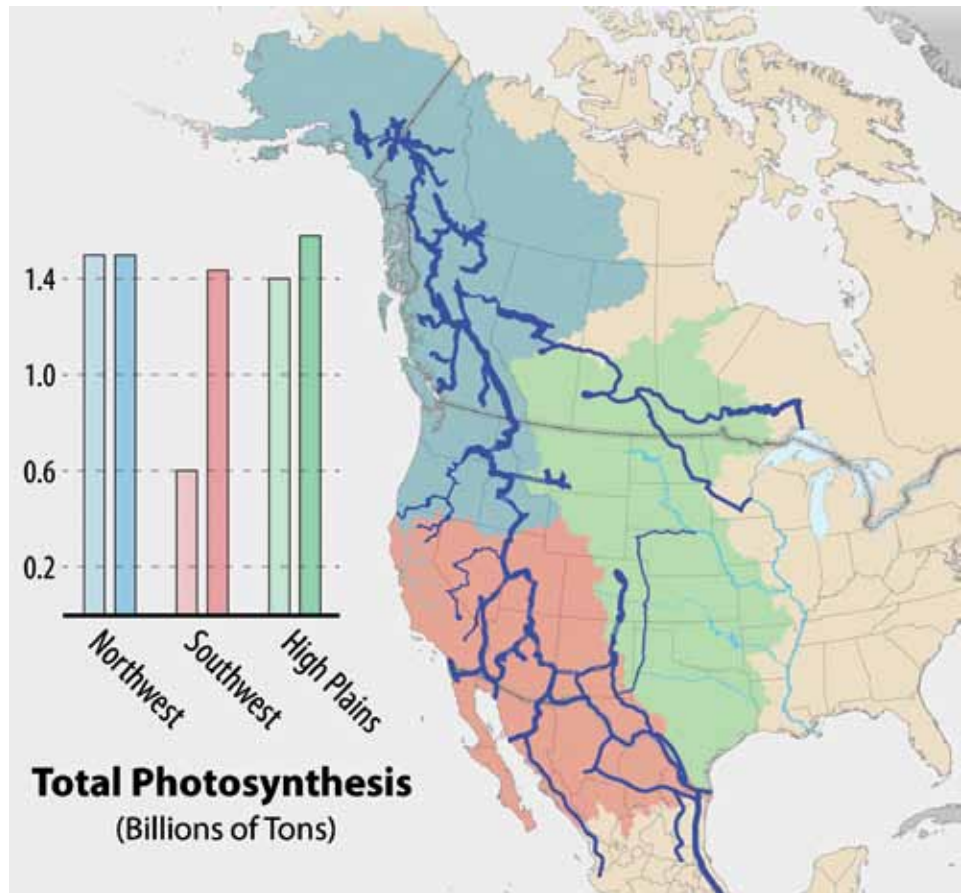 1.4
1.0
0.6
0.2
Northwest
Southwest
High Plains
Total Photosynthesis
(Billions of Tons)